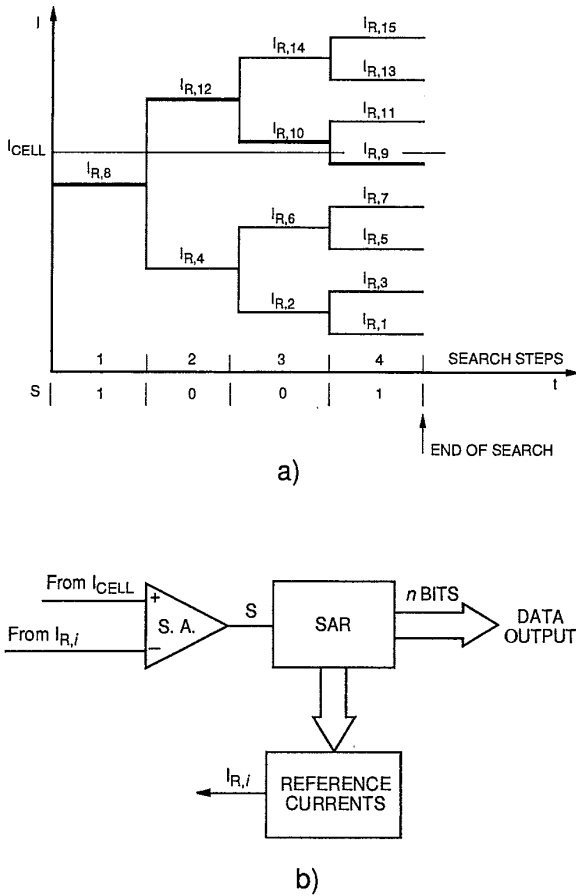 I
I_R,15
I_R,14
I_R,13
I_R,12
I_R,11
I_R,10
I_CELL
I_R,9
I_R,8
I_R,7
I_R,6
I_R,5
I_R,4
I_R,3
I_R,2
I_R,1
1 2 3 4 SEARCH STEPS
t
S | 1 | 0 | 0 | 1 |
END OF SEARCH
a)
From I_CELL
+
S. A.
S
SAR
n BITS
DATA
OUTPUT
From I_R,i
−
I_R,i
REFERENCE
CURRENTS
b)